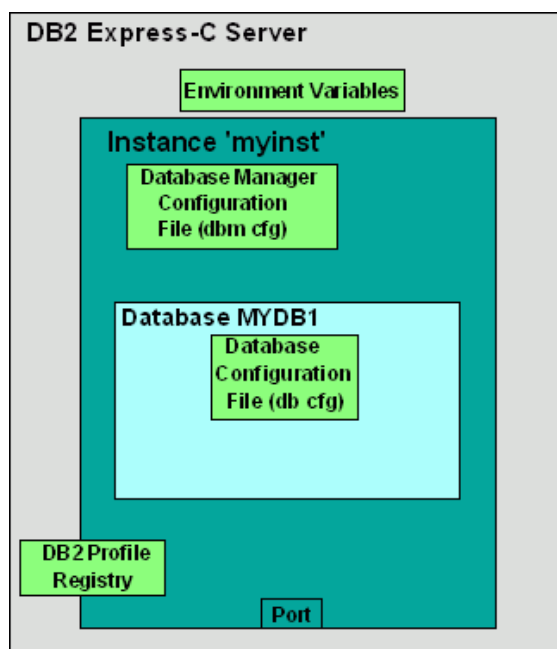 DB2 Express-C Server
Environment Variables
Instance 'myinst'
Database Manager
Configuration
File (dbm cfg)
Database MYDB1
Database
Configuration
File (db cfg)
DB2 Profile
Registry
Port